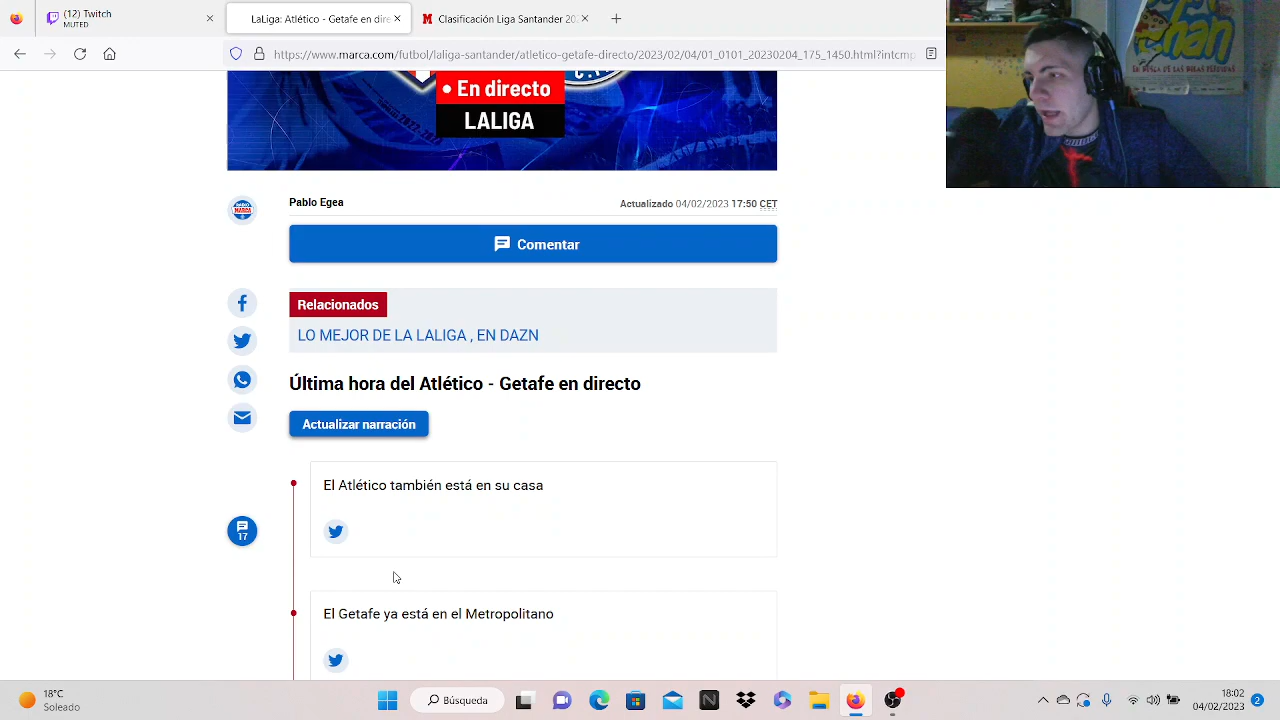 (12) Twitch
MUTED
LaLiga: Atlético - Getafe en dire
Clasificación Liga Santander
https://www.marca.com/futbol/laliga-santander/atletico-getafe-directo/2023/02/04/01_0101_20230204_175_1450.html?intcmp
En directo
LALIGA
Pablo Egea
Actualizado 04/02/2023 17:50 CET
Comentar
Relacionados
LO MEJOR DE LA LALIGA , EN DAZN
Última hora del Atlético - Getafe en directo
Actualizar narración
El Atlético también está en su casa
17
El Getafe ya está en el Metropolitano
18°C
Soleado
Búsqueda
18:02
04/02/2023
2